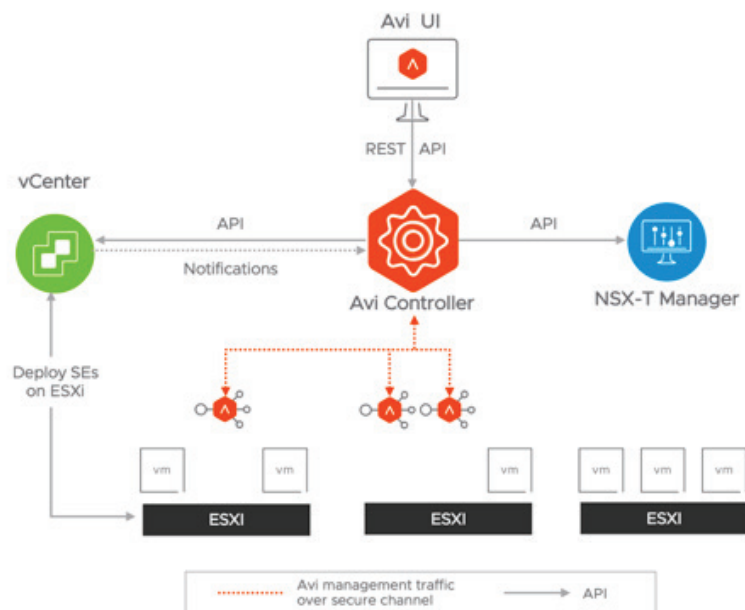 Avi UI
REST API
vCenter
API
API
Notifications
Avi Controller
NSX-T Manager
Deploy SEs
on ESXi
vm
vm
vm
vm
vm
vm
ESXI
ESXI
ESXI
Avi management traffic
over secure channel
API